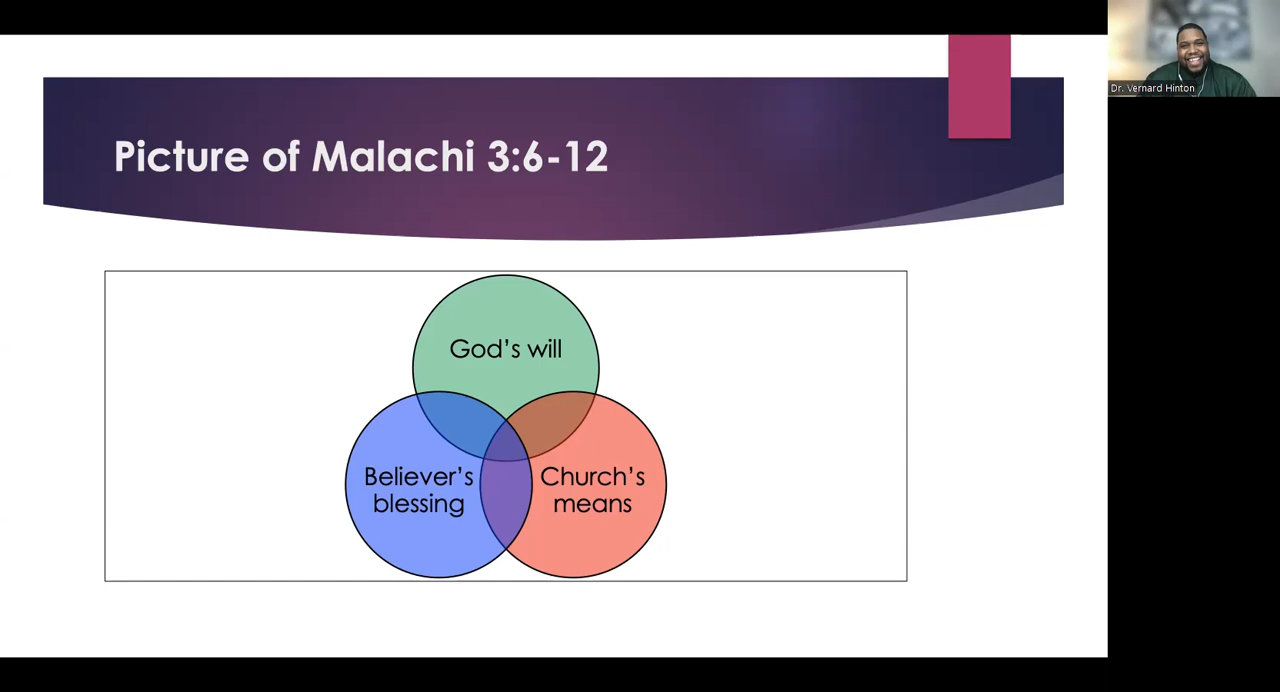 Picture of Malachi 3:6-12
Dr. Vernard Hinton
God's will
Believer's
blessing
Church's
means